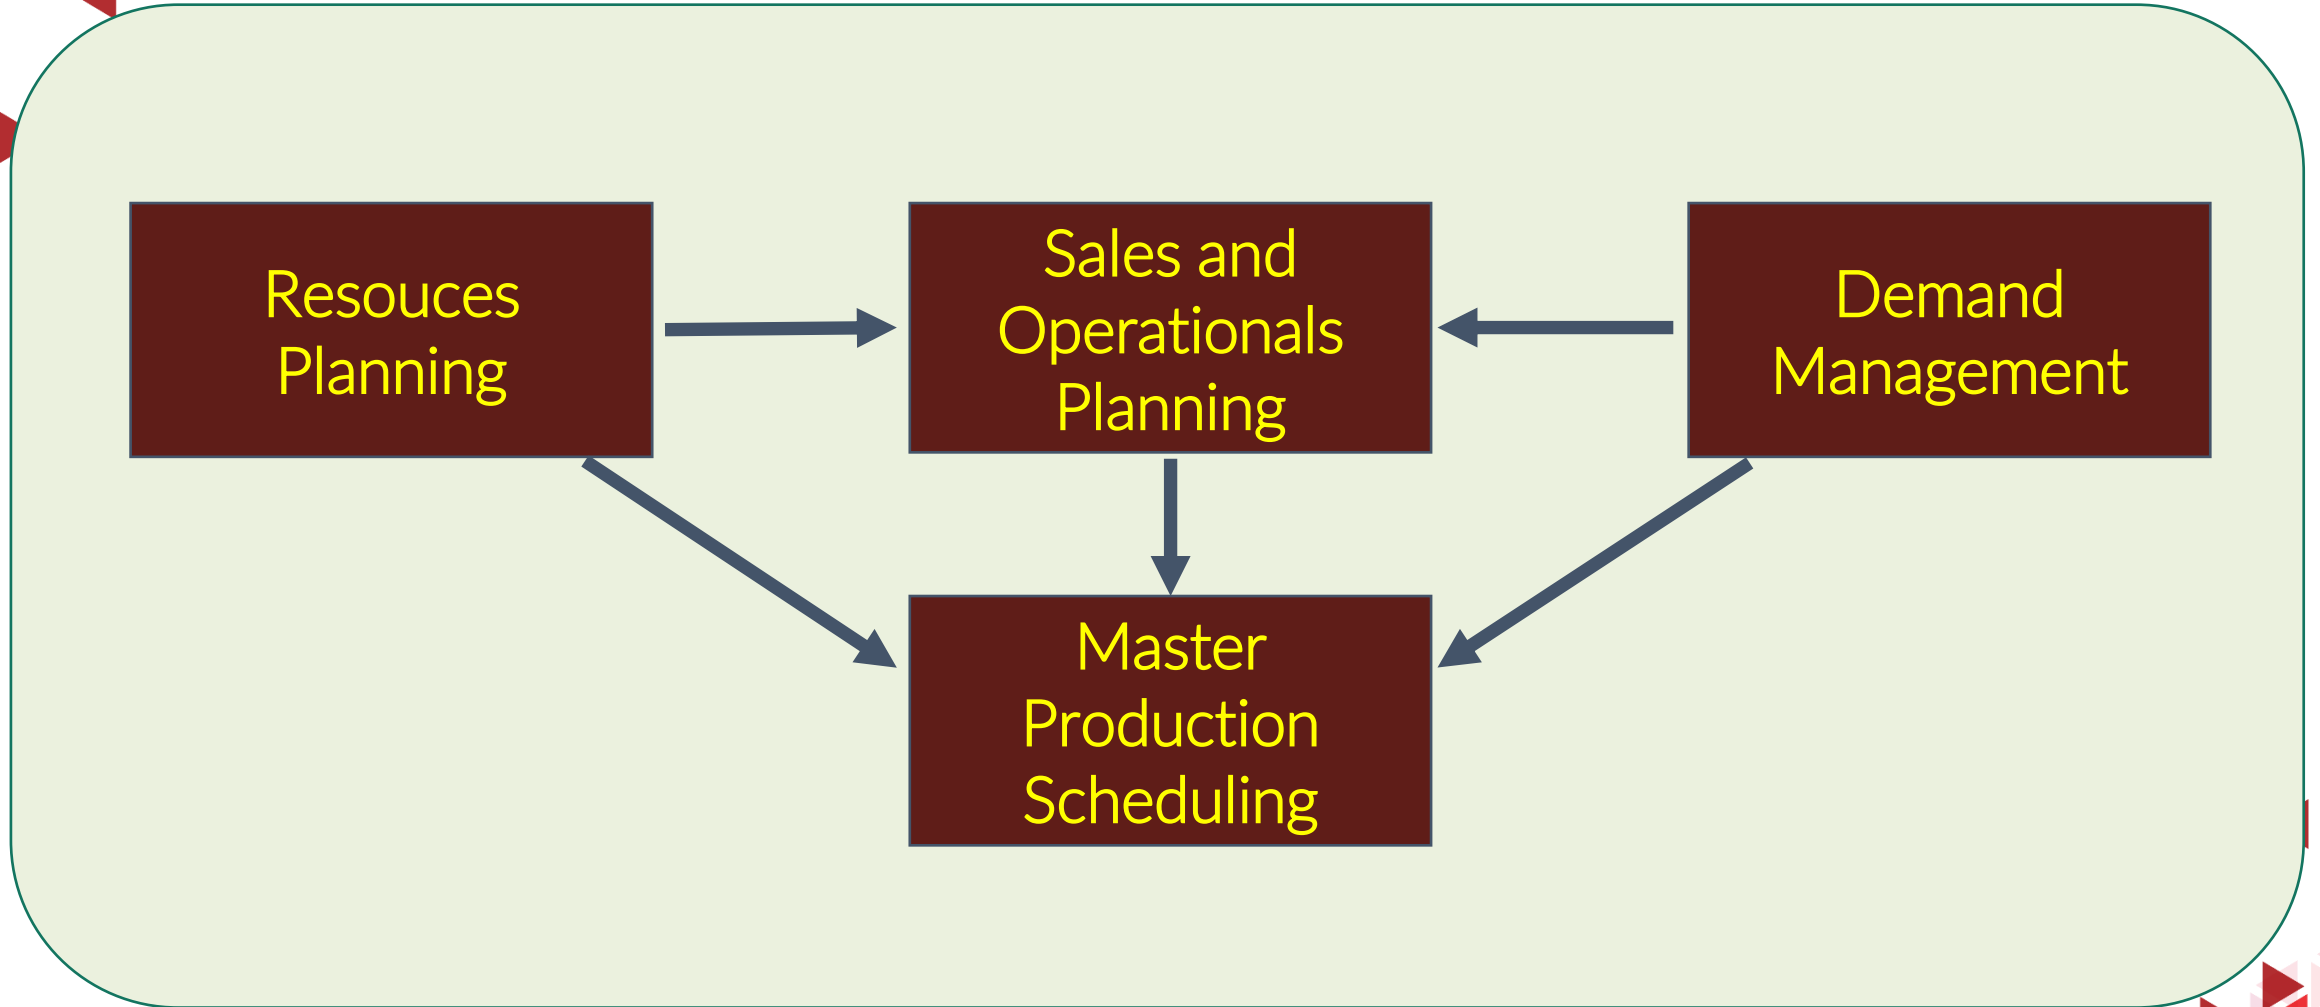 Resouces
Planning
Sales and
Operationals
Planning
Demand
Management
Master
Production
Scheduling